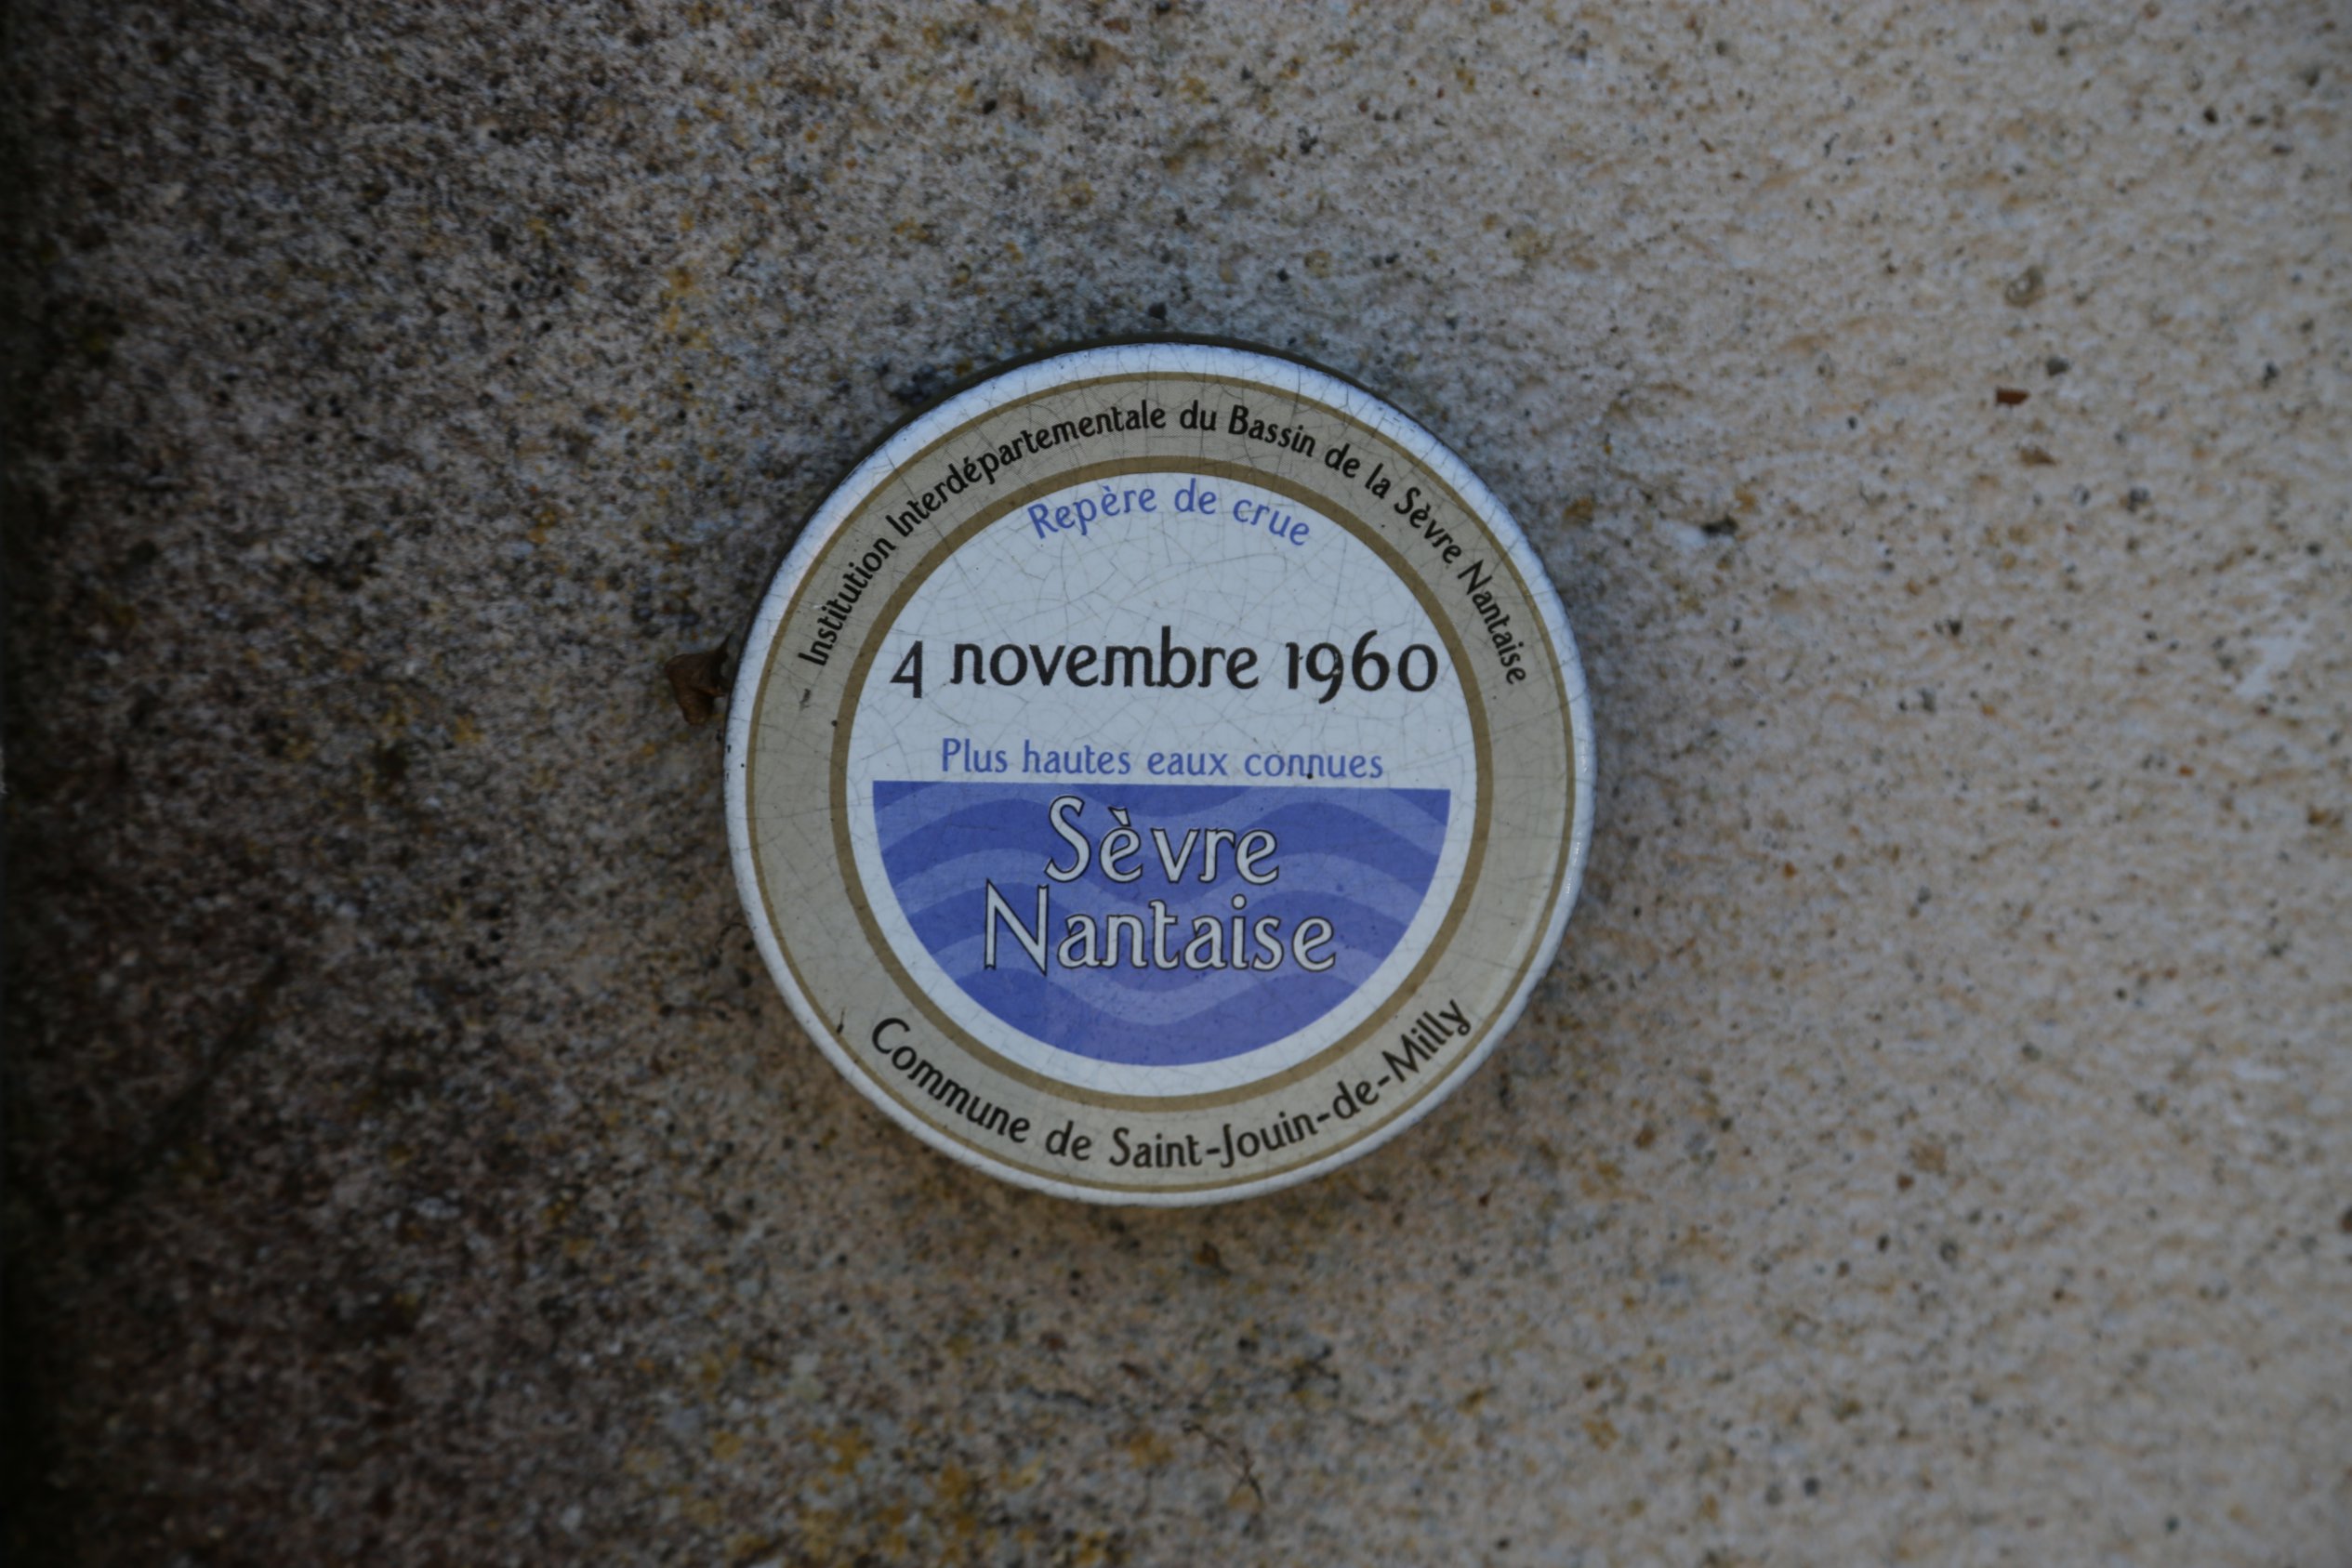 Institution Interdépartementale du Bassin de la Sèvre Nantaise
Repère de crue
4 novembre 1960
Plus hautes eaux connues
Sèvre
Nantaise
Commune de Saint-Jouin-de-Milly